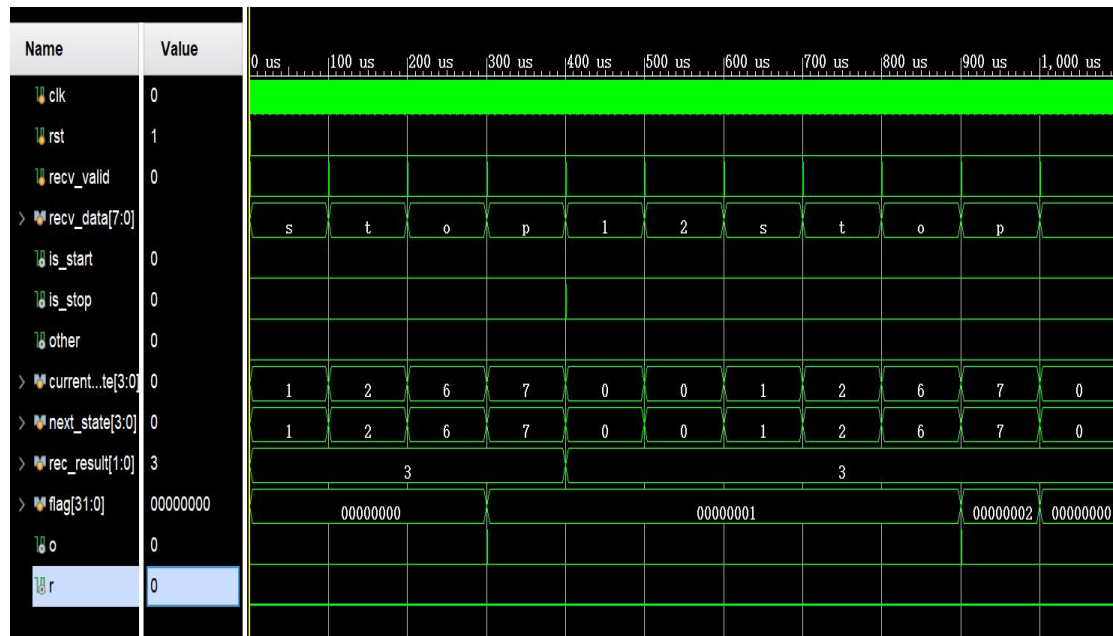 Name Value
0 us 100 us 200 us 300 us 400 us 500 us 600 us 700 us 800 us 900 us 1,000 us
clk 0
rst 1
recv_valid 0
recv_data[7:0] s t o p 1 2 s t o p
is_start 0
is_stop 0
other 0
current...te[3:0] 0 1 2 6 7 0 0 1 2 6 7 0
next_state[3:0] 0 1 2 6 7 0 0 1 2 6 7 0
rec_result[1:0] 3 3 3
flag[31:0] 00000000 00000000 00000001 00000002 00000000
o 0
r 0